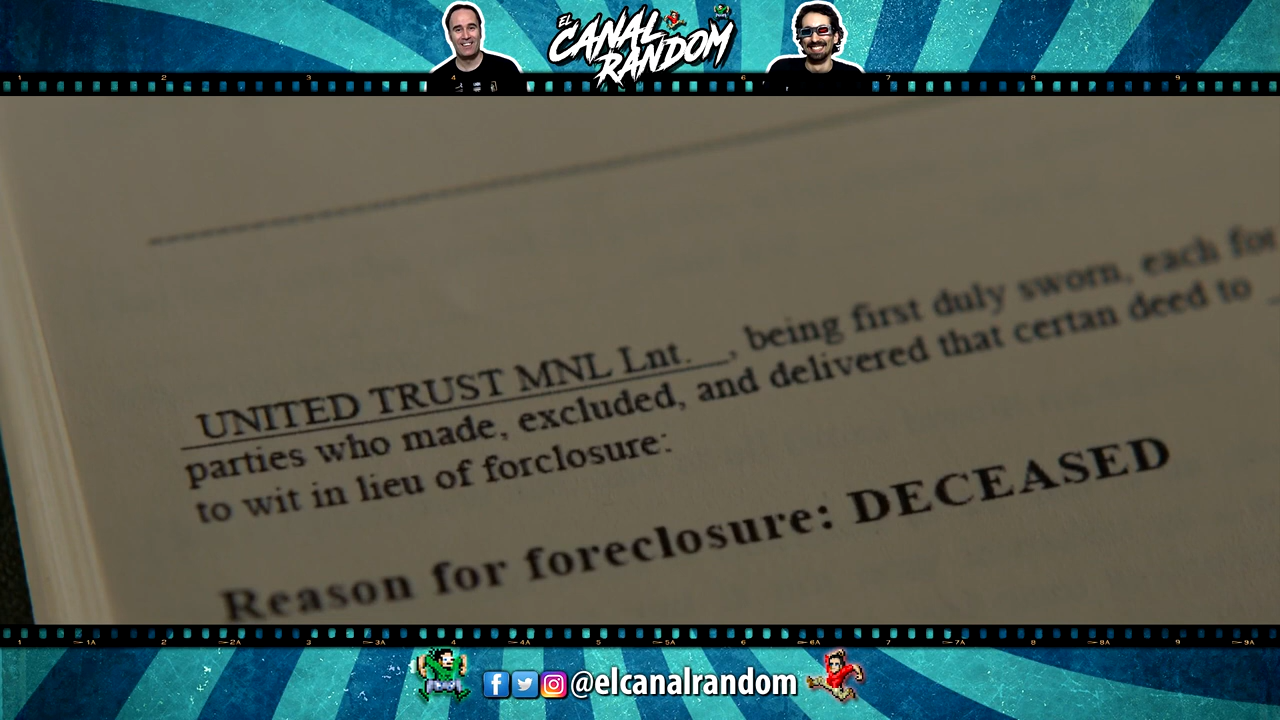 EL
CANAL
RANDOM
UNITED TRUST MNL Lnt. __, being first duly sworn, each for
parties who made, excluded, and delivered that certan deed to _
to wit in lieu of forclosure:
Reason for foreclosure: DECEASED
@elcanalrandom